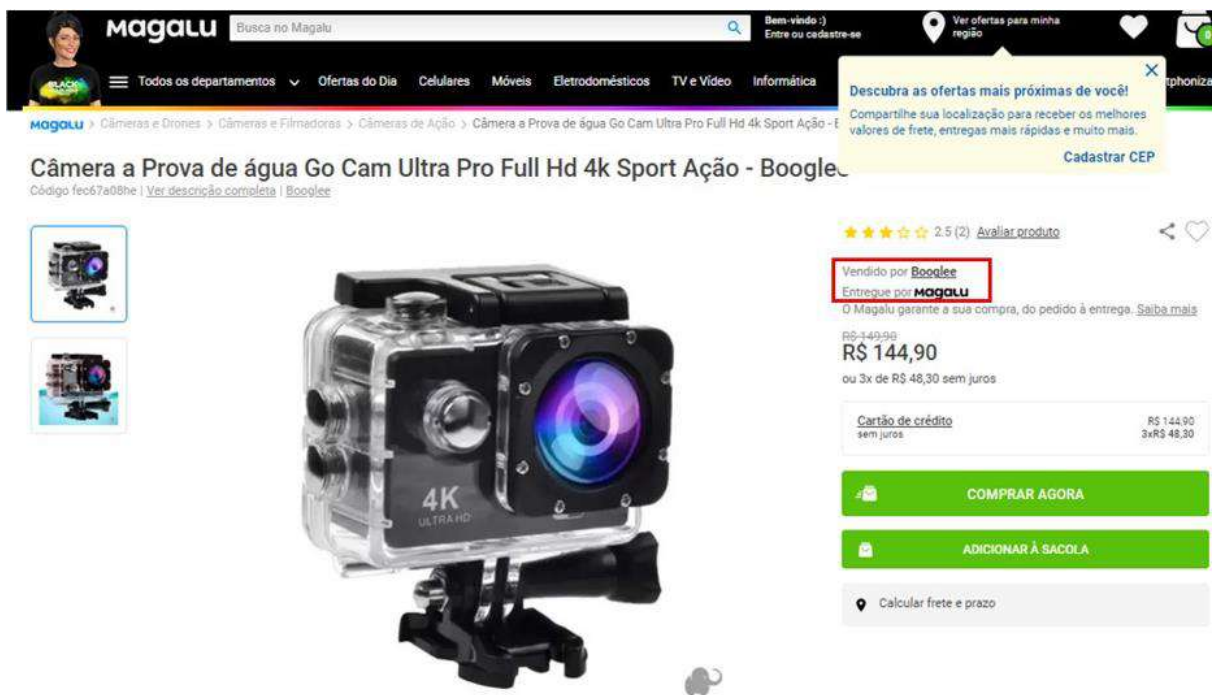 Magalu
Busca no Magalu
Bem-vindo :)
Entre ou cadastre-se
Ver ofertas para minha
região
0
BLACK
Todos os departamentos
Ofertas do Dia
Celulares
Móveis
Eletrodomésticos
TV e Vídeo
Informática
tphoniza
Descubra as ofertas mais próximas de você!
Compartilhe sua localização para receber os melhores
valores de frete, entregas mais rápidas e muito mais.
Cadastrar CEP
Magalu > Câmeras e Drones > Câmeras e Filmadoras > Câmeras de Ação > Câmera a Prova de água Go Cam Ultra Pro Full Hd 4k Sport Ação -
Câmera a Prova de água Go Cam Ultra Pro Full Hd 4k Sport Ação - Booglee
Código fec67a08he | Ver descrição completa | Booglee
2.5 (2) Avaliar produto
Vendido por Booglee
Entregue por Magalu
O Magalu garante a sua compra, do pedido à entrega. Saiba mais
R$ 149,90
R$ 144,90
ou 3x de R$ 48,30 sem juros
Cartão de crédito
sem juros
R$ 144,90
3xR$ 48,30
COMPRAR AGORA
ADICIONAR À SACOLA
Calcular frete e prazo
4K
ULTRA HD